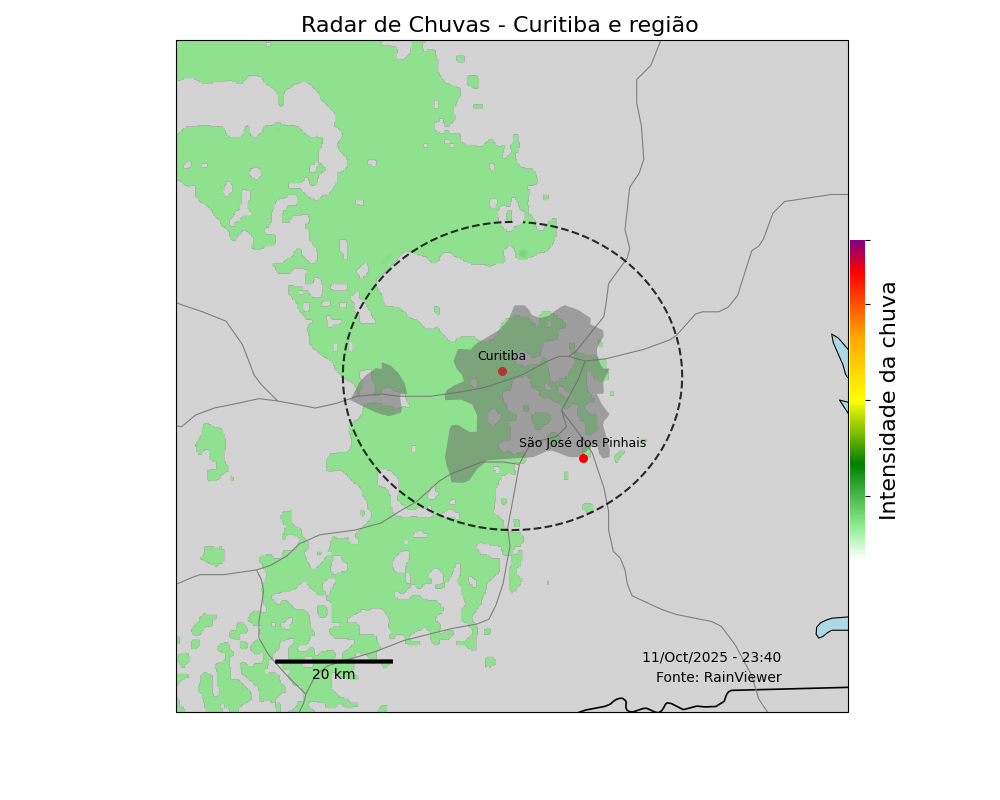 Radar de Chuvas - Curitiba e região
Curitiba
São José dos Pinhais
Intensidade da chuva
11/Oct/2025 - 23:40
Fonte: RainViewer
20 km